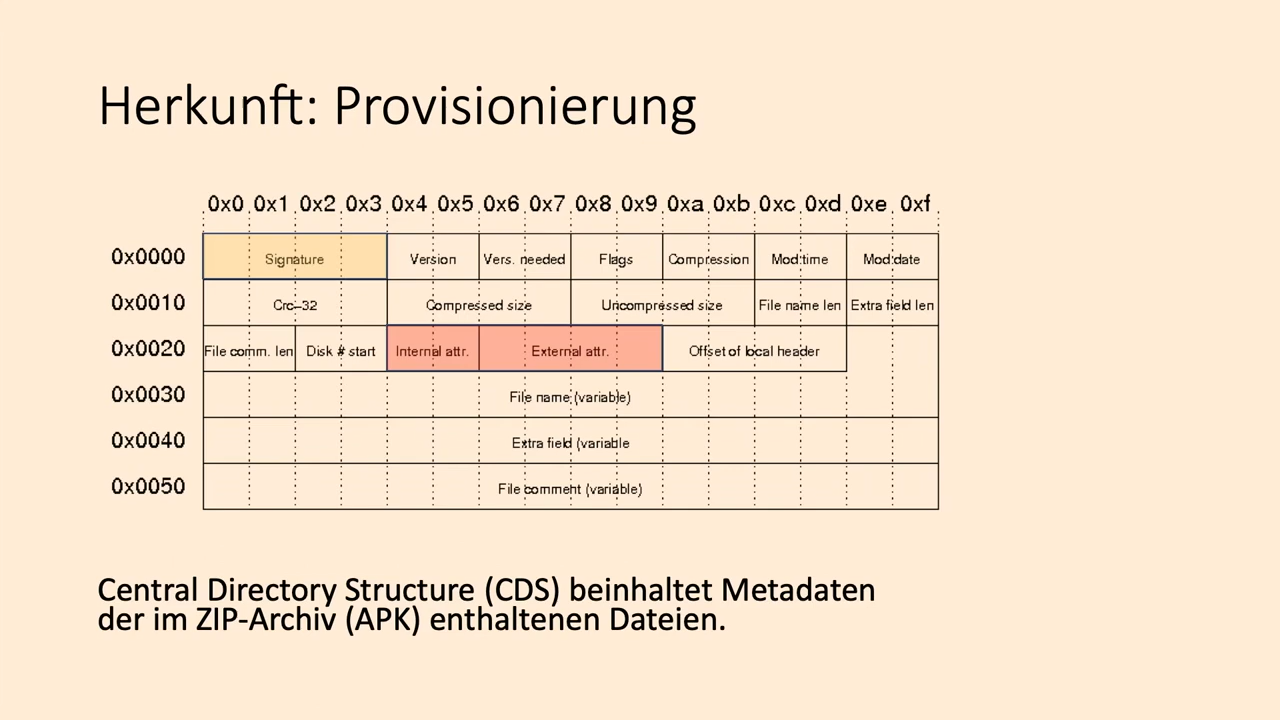 Herkunft: Provisionierung
0x0 0x1 0x2 0x3 0x4 0x5 0x6 0x7 0x8 0x9 0xa 0xb 0xc 0xd 0xe 0xf
0x0000 Signature Version Vers. needed Flags Compression Mod time Mod date
0x0010 Crc-32 Compressed size Uncompressed size File name len Extra field len
0x0020 File comm. len Disk # start Internal attr. External attr. Offset of local header
0x0030 File name (variable)
0x0040 Extra field (variable
0x0050 File comment (variable)
Central Directory Structure (CDS) beinhaltet Metadaten
der im ZIP-Archiv (APK) enthaltenen Dateien.